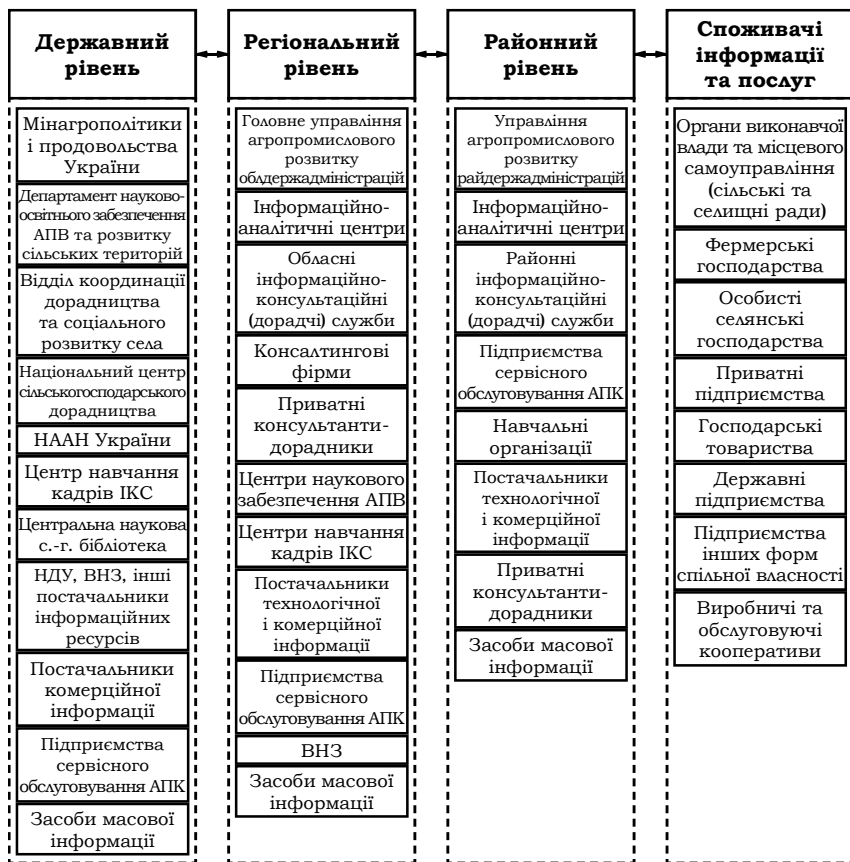 Державний
рівень
Регіональний
рівень
Районний
рівень
Споживачі
інформації
та послуг
Мінагрополітики
і продовольства
України
Департамент науково-
освітнього забезпечення
АПВ та розвитку
сільських територій
Відділ координації
дорадництва
та соціального
розвитку села
Національний центр
сільськогосподарського
дорадництва
НААН України
Центр навчання
кадрів ІКС
Центральна наукова
с.-г. бібліотека
НДУ, ВНЗ, інші
постачальники
інформаційних
ресурсів
Постачальники
комерційної
інформації
Підприємства
сервісного
обслуговування АПК
Засоби масової
інформації
Головне управління
агропромислового
розвитку
облдержадміністрацій
Інформаційно-
аналітичні центри
Обласні
інформаційно-
консультаційні
(дорадчі) служби
Консалтингові
фірми
Приватні
консультанти-
дорадники
Центри наукового
забезпечення АПВ
Центри навчання
кадрів ІКС
Постачальники
технологічної
і комерційної
інформації
Підприємства
сервісного
обслуговування АПК
ВНЗ
Засоби масової
інформації
Управління
агропромислового
розвитку
райдержадміністрацій
Інформаційно-
аналітичні центри
Районні
інформаційно-
консультаційні
(дорадчі) служби
Підприємства
сервісного
обслуговування АПК
Навчальні
організації
Постачальники
технологічної
і комерційної
інформації
Приватні
консультанти-
дорадники
Засоби масової
інформації
Органи виконавчої
влади та місцевого
самоуправління
(сільські та
селищні ради)
Фермерські
господарства
Особисті
селянські
господарства
Приватні
підприємства
Господарські
товариства
Державні
підприємства
Підприємства
інших форм
спільної власності
Виробничі та
обслуговуючі
кооперативи